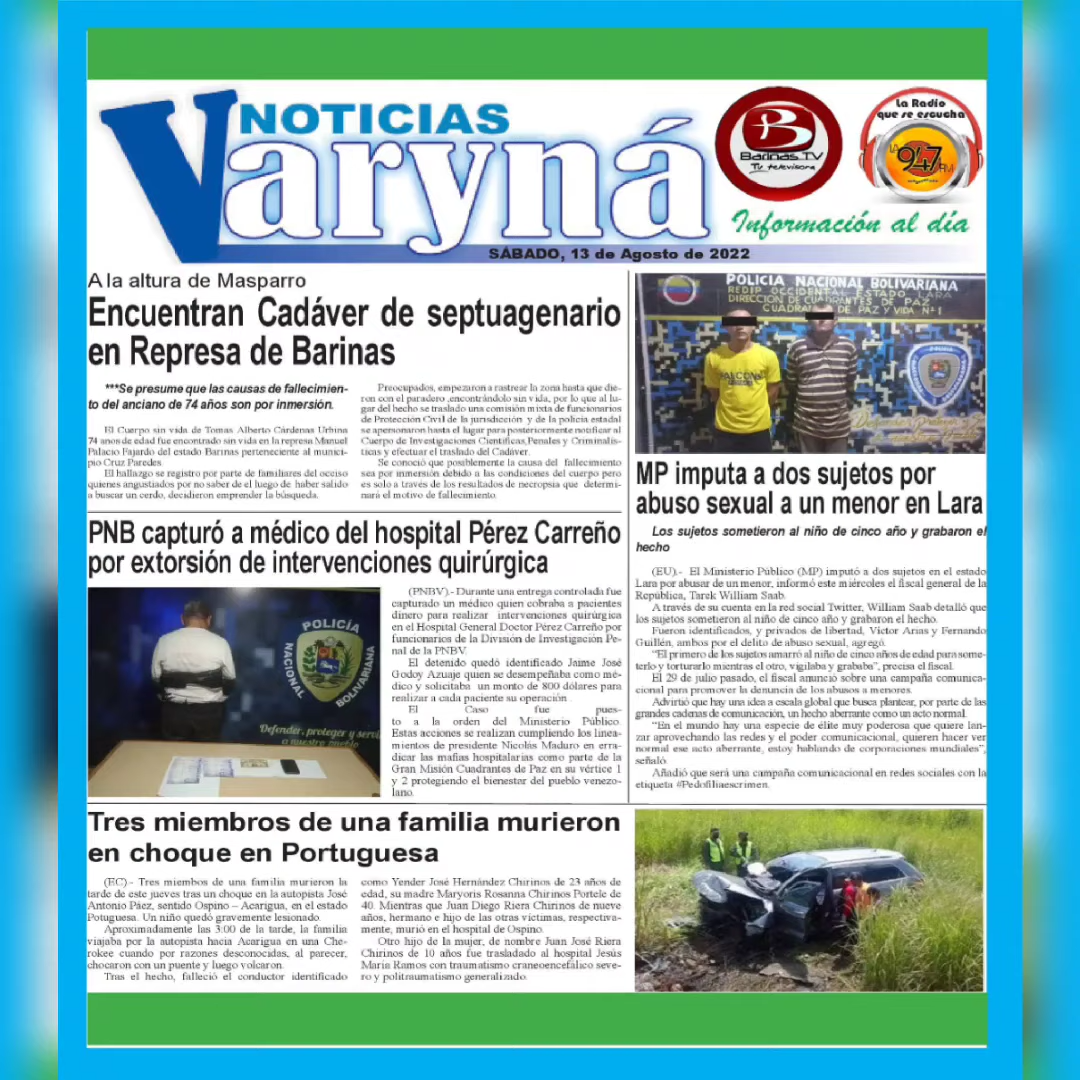 NOTICIAS
Varyná
Barinas.TV
Tu televisora
La Radio
que se escucha
LA
94.7 FM
Información al día
SÁBADO, 13 de Agosto de 2022
A la altura de Masparro
Encuentran Cadáver de septuagenario
en Represa de Barinas
***Se presume que las causas de fallecimien-
to del anciano de 74 años son por inmersión.
El Cuerpo sin vida de Tomas Alberto Cárdenas Urbina
74 anos de edad fue encontrado sin vida en la represa Manuel
Palacio Fajardo del estado Barinas perteneciente al munici-
pio Cruz Paredes
El hallazgo se registro por parte de familiares del occiso
quienes angustiados por no saber de el luego de haber salido
a buscar un cerdo, decidieron emprender la búsqueda.
Preocupados, empezaron a rastrear la zona hasta que die-
ron con el paradero ,encontrándolo sin vida, por lo que al lu-
gar del hecho se traslado una comisión mixta de funcionarios
de Protección Civil de la jurisdicción y de la policía estadal
se apersonaron hasta el lugar para posteriormente notificar al
Cuerpo de Investigaciones Científicas,Penales y Criminalís-
ticas y efectuar el traslado del Cadáver.
Se conoció que posablemente la causa del fallecimiento
sea por inmersión debido a las condiciones del cuerpo pero
es solo a través de los resultados de necropsia que determi-
nará el motivo de fallecimiento.
PNB capturó a médico del hospital Pérez Carreño
por extorsión de intervenciones quirúrgica
POLICÍA
NACIONAL
BOLIVARIANA
Defender, proteger y servir
a nuestro pueblo
(PNBV).- Durante una entrega controlada fue
capturado un médico quien cobraba a pacientes
dinero para realizar intervenciones quirúrgica
en el Hospital General Doctor Pérez Carreño por
funcionarios de la División de Investigación Pe-
nal de la PNBV.
El detenido quedó identificado Jaime José
Godoy Azuaje quien se desempeñaba como mé-
dico y solicitaba un monto de 800 dólares para
realizar a cada paciente su operación .
El Caso fue pues-
to a la orden del Ministerio Público.
Estas acciones se realizan cumpliendo los linea-
mientos de presidente Nicolás Maduro en erra-
dicar las mafias hospitalarias como parte de la
Gran Misión Cuadrantes de Paz en su vértice 1
y 2 protegiendo el bienestar del pueblo venezo-
lano.
POLICIA NACIONAL BOLIVARIANA
REDIP OCCIDENTAL ESTADO LARA
DIRECCION DE CUADRANTES DE PAZ
CUADRANTE DE PAZ Y VIDA N°1
MP imputa a dos sujetos por
abuso sexual a un menor en Lara
Los sujetos sometieron al niño de cinco año y grabaron el
hecho
(EU).- El Ministerio Público (MP) imputó a dos sujetos en el estado
Lara por abusar de un menor, informó este miércoles el fiscal general de la
República, Tarek William Saab.
A través de su cuenta en la red social Twitter, William Saab detalló que
los sujetos sometieron al niño de cinco año y grabaron el hecho.
Fueron identificados, y privados de libertad, Víctor Arias y Fernando
Guillén, ambos por el delito de abuso sexual, agregó.
“El primero de los sujetos amarró al niño de cinco años de edad para some-
terlo y torturarlo mientras el otro, vigilaba y grababa”, precisa el fiscal.
El 29 de julio pasado, el fiscal anunció sobre una campaña comunica-
cional para promover la denuncia de los abusos a menores.
Advirtió que hay una idea a escala global que busca plantear, por parte de las
grandes cadenas de comunicación, un hecho aberrante como un acto normal.
“En el mundo hay una especie de élite muy poderosa que quiere lan-
zar aprovechando las redes y el poder comunicacional, quieren hacer ver
normal ese acto aberrante, estoy hablando de corporaciones mundiales”,
señaló
Añadió que será una campaña comunicacional en redes sociales con la
etiqueta #Pedofiliaescrimen.
Tres miembros de una familia murieron
en choque en Portuguesa
(EC).- Tres miembos de una familia murieron la
tarde de este jueves tras un choque en la autopista José
Antonio Páez, sentido Ospino – Acarigua, en el estado
Potuguesa. Un niño quedó gravemente lesionado.
Aproximadamente las 3:00 de la tarde, la familia
viajaba por la autopista hacia Acarigua en una Che-
rokee cuando por razones desconocidas, al parecer,
chocaron con un puente y luego volcaron.
Tras el hecho, falleció el conductor identificado
como Yender José Hernández Chirinos de 23 años de
edad, su madre Maryoris Rosanna Chirinos Portele de
40. Mientras que Juan Diego Riera Chirinos de nueve
años, hermano e hijo de las otras víctimas, respectiva-
mente, murió en el hospital de Ospino.
Otro hijo de la mujer, de nombre Juan José Riera
Chirinos de 10 años fue trasladado al hospital Jesús
María Ramos con traumatismo craneoencefálico seve-
ro y politraumatismo generalizado.